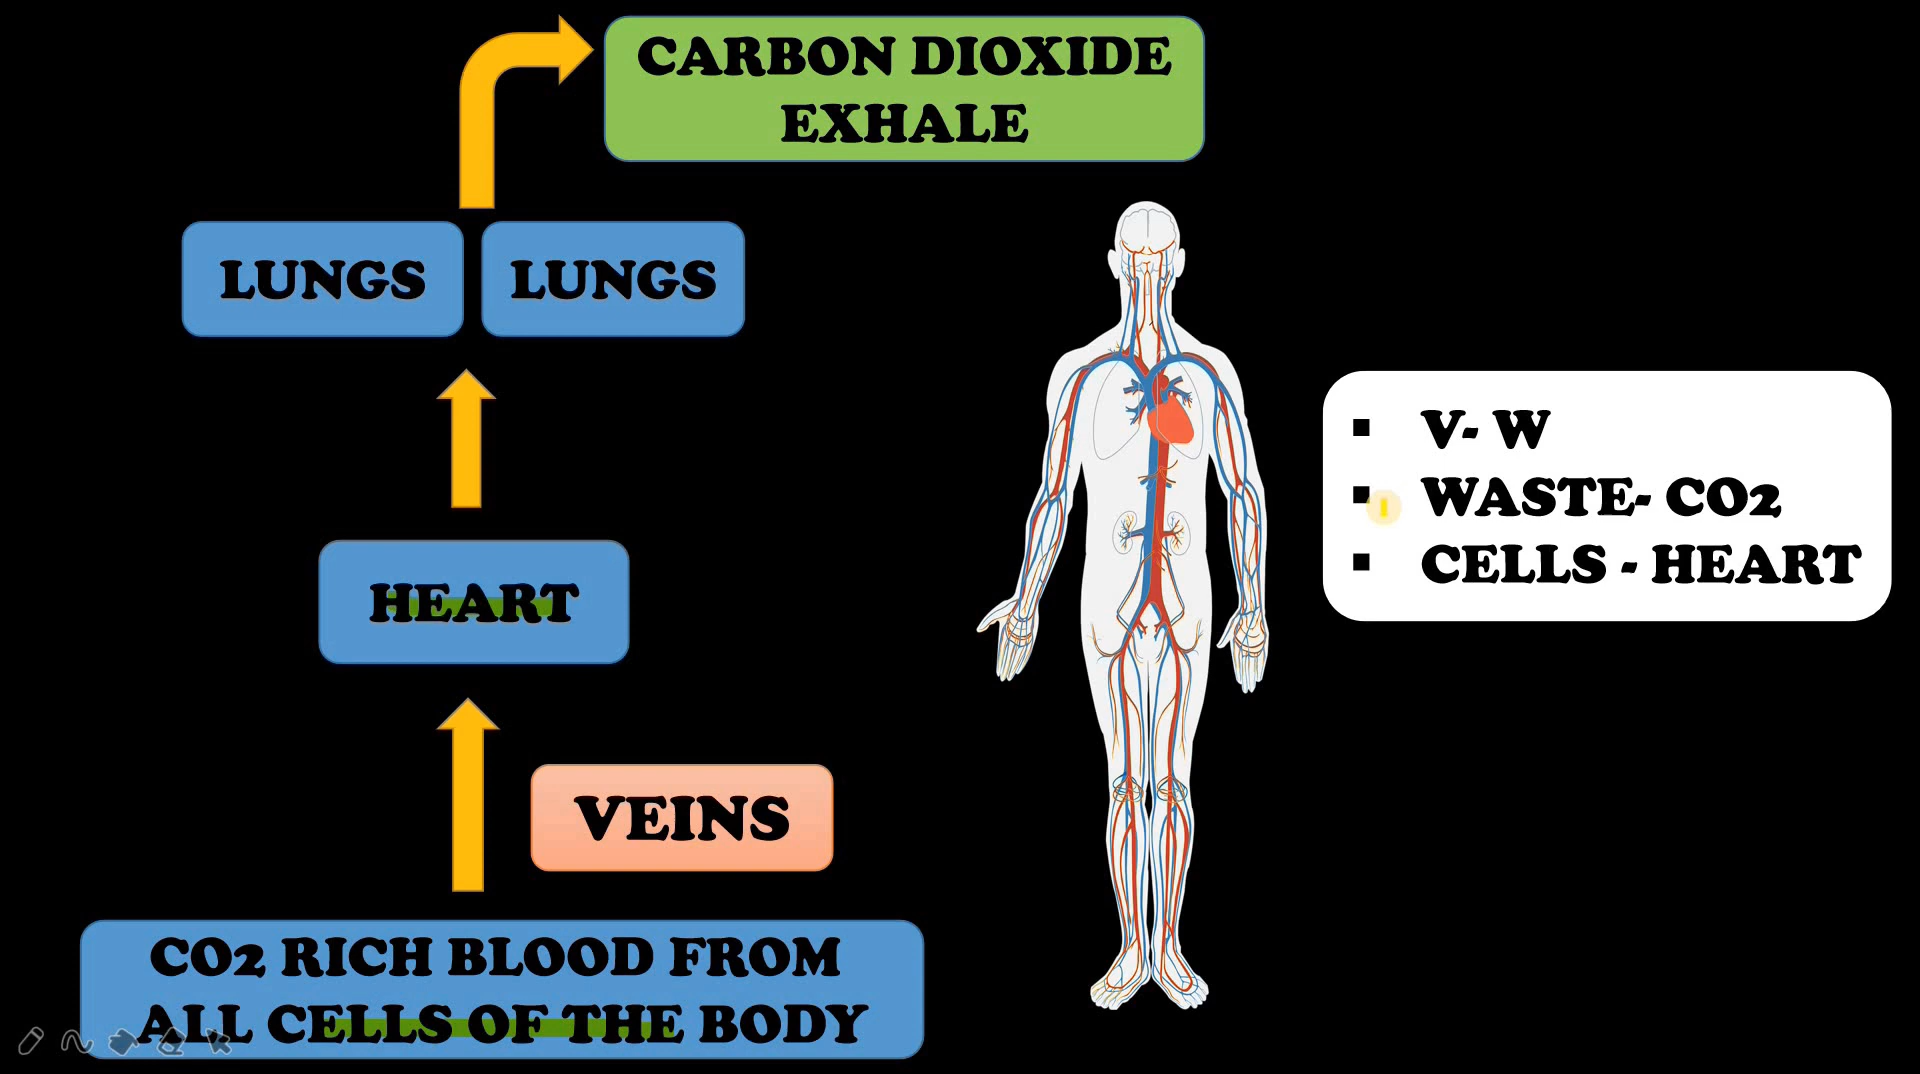 CARBON DIOXIDE
EXHALE
LUNGS
LUNGS
HEART
VEINS
CO2 RICH BLOOD FROM
ALL CELLS OF THE BODY
V- W
WASTE- CO2
CELLS - HEART